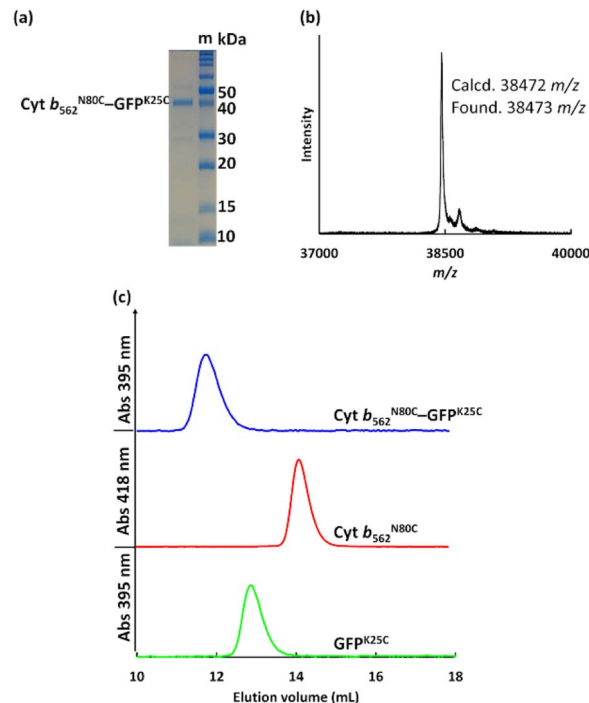 (a)
m kDa
Cyt b₅₆₂ᴺ⁸⁰ᶜ–GFPᴷ²⁵ᶜ
50
40
30
20
15
10
(b)
Intensity
Calcd. 38472 m/z
Found. 38473 m/z
37000 38500 40000
m/z
(c)
Abs 395 nm
Cyt b₅₆₂ᴺ⁸⁰ᶜ–GFPᴷ²⁵ᶜ
Abs 418 nm
Cyt b₅₆₂ᴺ⁸⁰ᶜ
Abs 395 nm
GFPᴷ²⁵ᶜ
10 12 14 16 18
Elution volume (mL)